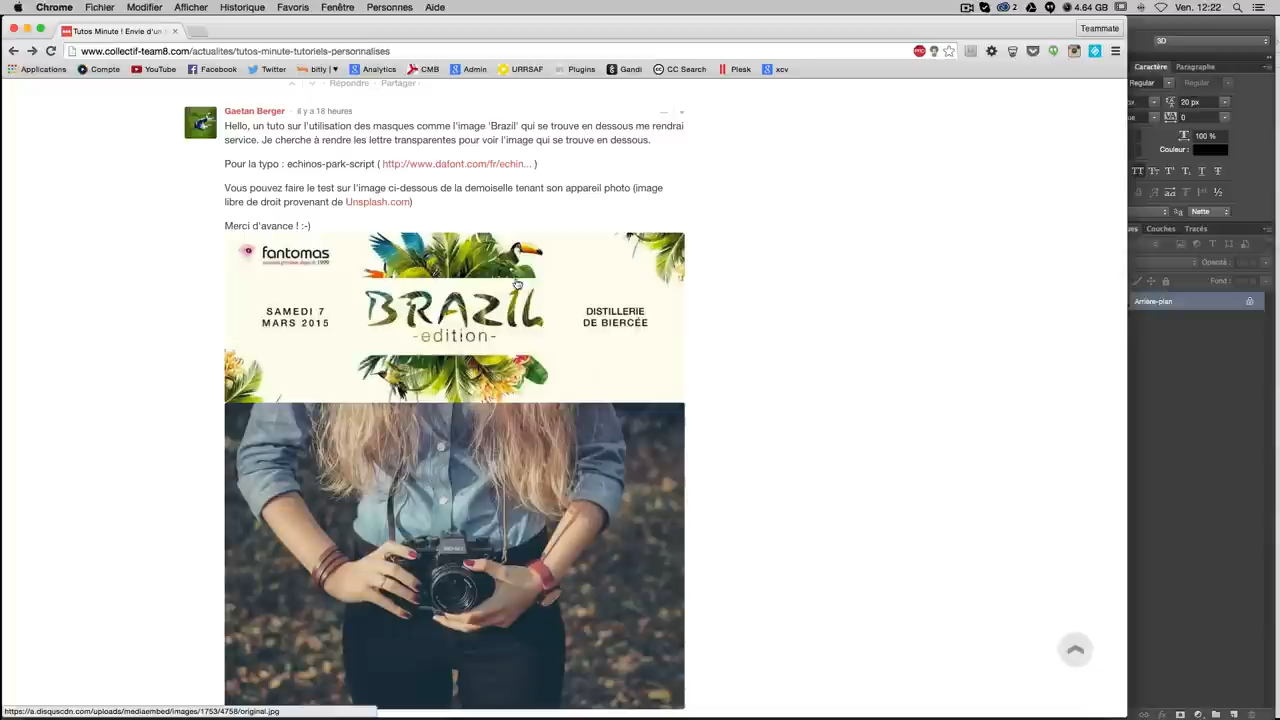 Chrome Fichier Modifier Afficher Historique Favoris Fenêtre Personnes Aide 2 4.64 GB Ven. 12:22
Tutos Minute ! Envie d'un
Teammate
www.collectif-team8.com/actualites/tutos-minute-tutoriels-personnalises
Applications Compte YouTube Facebook Twitter bitly | ♥ Analytics CMB Admin URRSAF Plugins Gandi CC Search Plesk xcv
3D
Caractère Paragraphe
Regular Regular
px 20 px
0
100 %
Couleur :
Nette
Couches Tracés
Opacité :
Fond :
Arrière-plan
Répondre Partager
Gaetan Berger · il y a 18 heures
Hello, un tuto sur l'utilisation des masques comme l'image 'Brazil' qui se trouve en dessous me rendrai
service. Je cherche à rendre les lettre transparentes pour voir l'image qui se trouve en dessous.
Pour la typo : echinos-park-script ( http://www.dafont.com/fr/echin... )
Vous pouvez faire le test sur l'image ci-dessous de la demoiselle tenant son appareil photo (image
libre de droit provenant de Unsplash.com)
Merci d'avance ! :-)
fantomas
SAMEDI 7
MARS 2015
BRAZIL
-edition-
DISTILLERIE
DE BIERCÉE
https://a.disquscdn.com/uploads/mediaembed/images/1753/4758/original.jpg